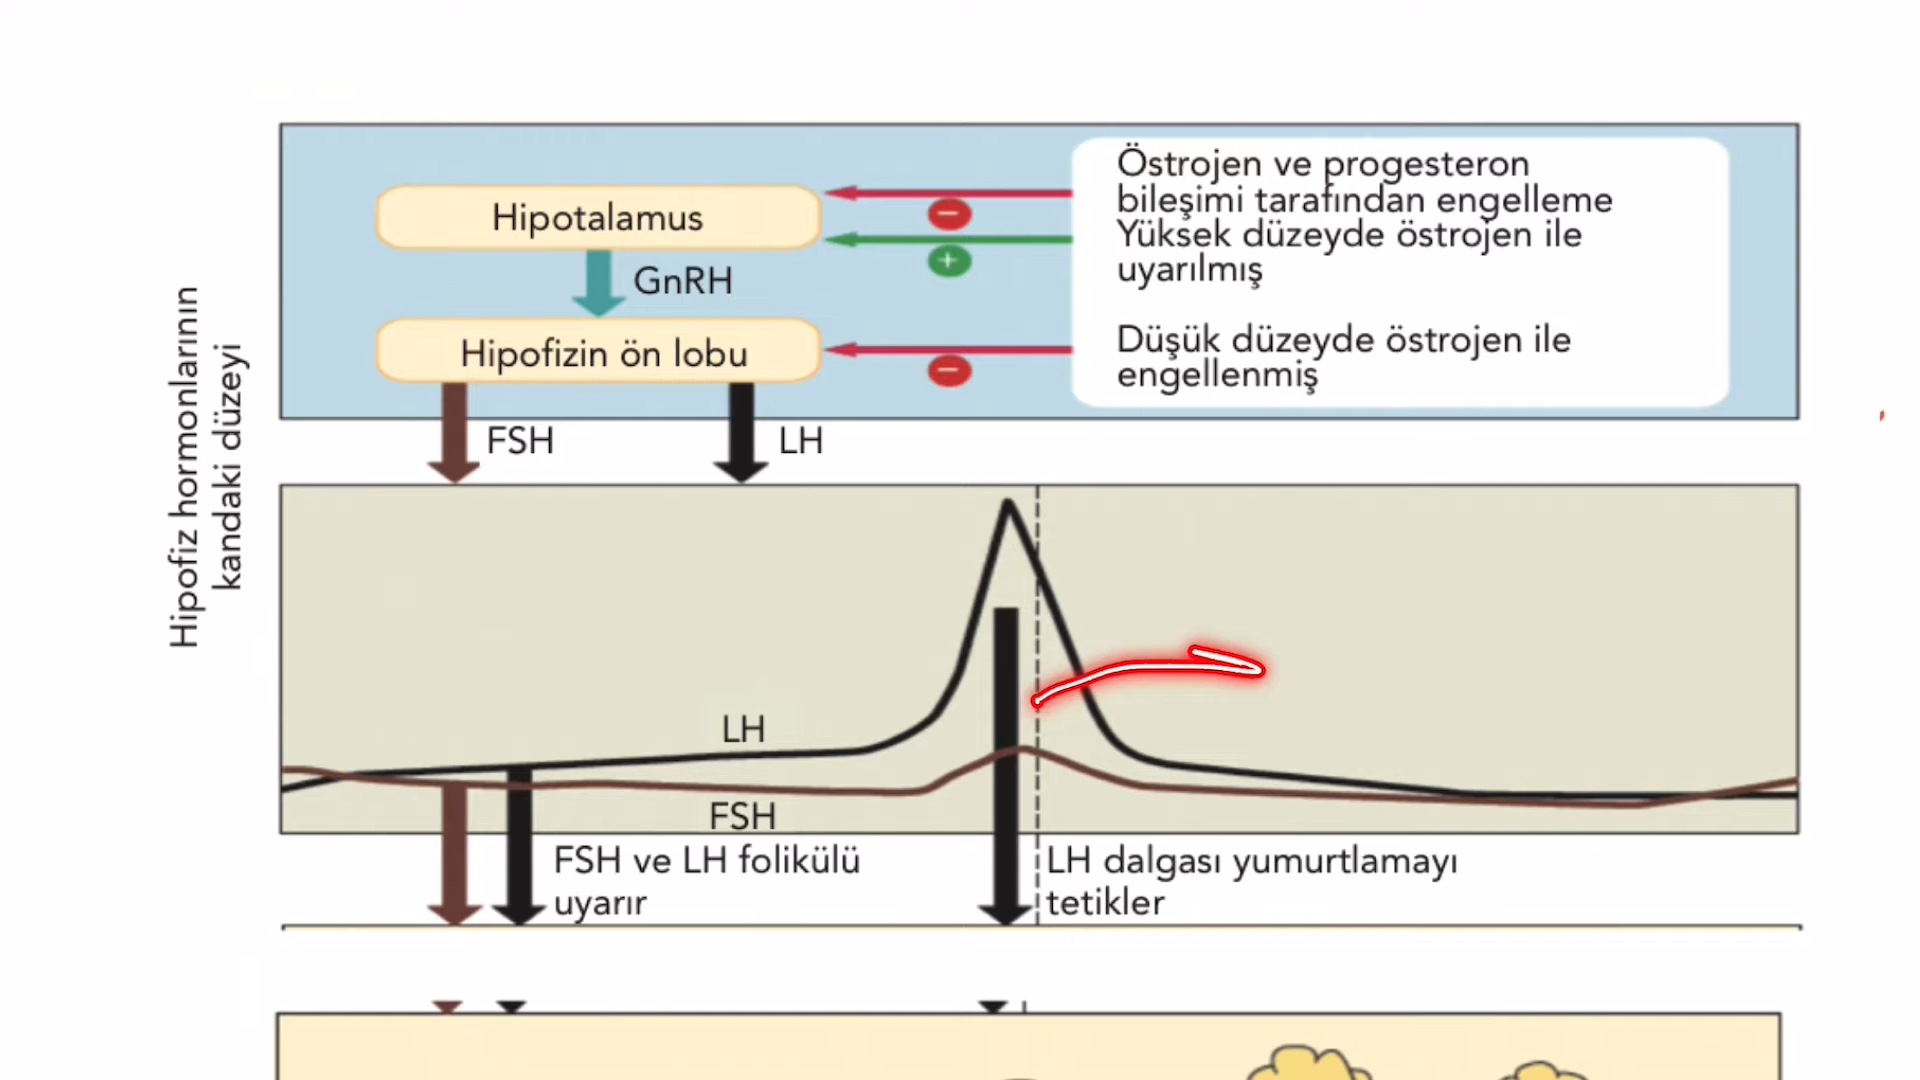 Östrojen ve progesteron
bileşimi tarafından engelleme
Yüksek düzeyde östrojen ile
uyarılmış
Düşük düzeyde östrojen ile
engellenmiş
Hipotalamus
−
+
GnRH
Hipofizin ön lobu
−
FSH
LH
Hipofiz hormonlarının
kandaki düzeyi
LH
FSH
FSH ve LH folikülü
uyarır
LH dalgası yumurtlamayı
tetikler